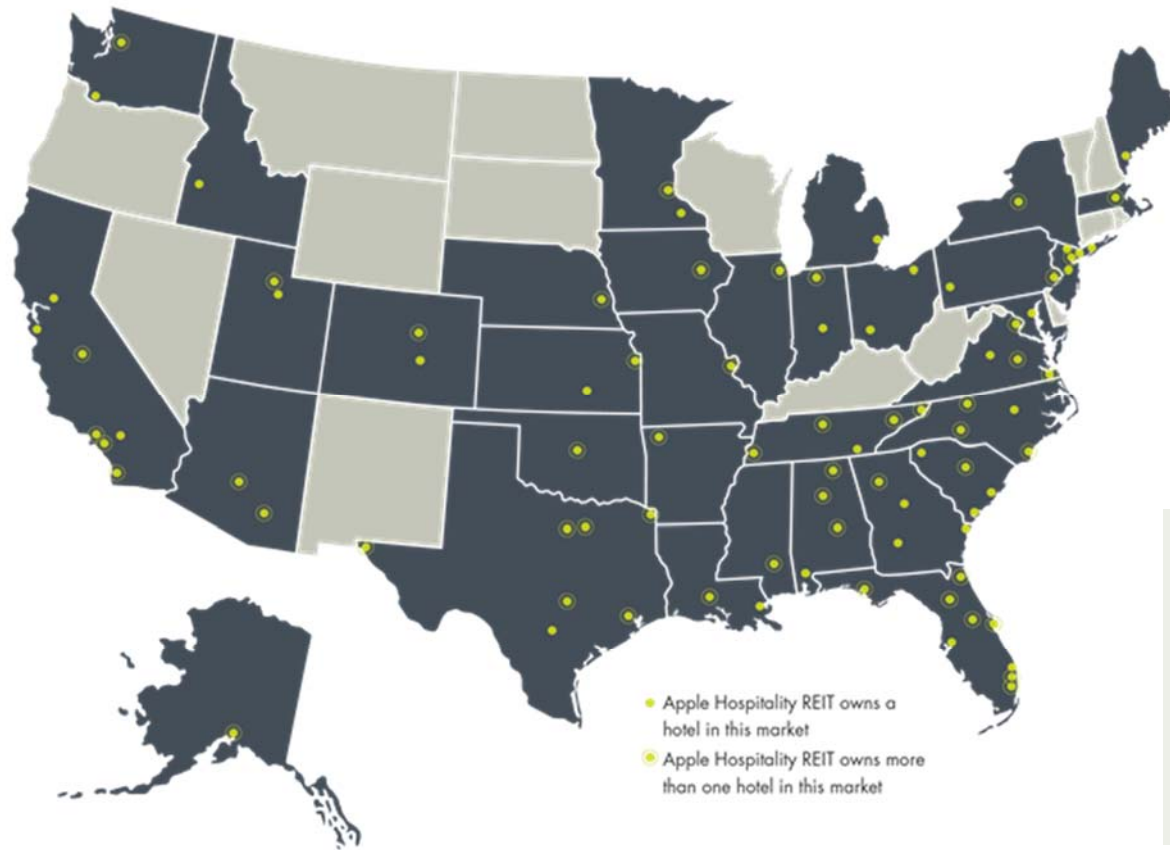 Apple Hospitality REIT owns a
hotel in this market
Apple Hospitality REIT owns more
than one hotel in this market